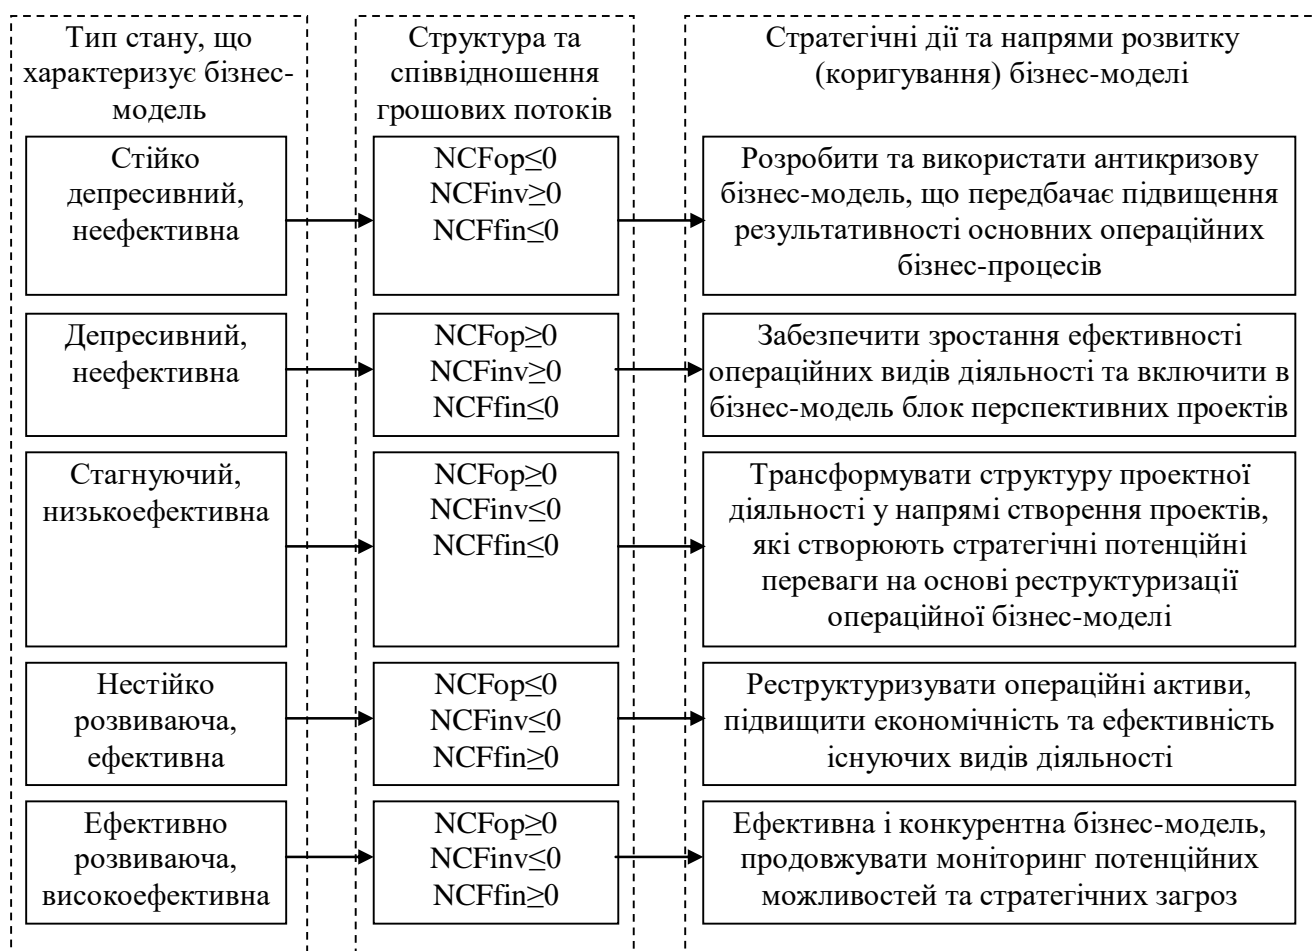 Тип стану, що
характеризує бізнес-
модель
Структура та
співвідношення
грошових потоків
Стратегічні дії та напрями розвитку
(коригування) бізнес-моделі
Стійко
депресивний,
неефективна
NCFop≤0
NCFinv≥0
NCFfin≤0
Розробити та використати антикризову
бізнес-модель, що передбачає підвищення
результативності основних операційних
бізнес-процесів
Депресивний,
неефективна
NCFop≥0
NCFinv≥0
NCFfin≤0
Забезпечити зростання ефективності
операційних видів діяльності та включити в
бізнес-модель блок перспективних проектів
Стагнуючий,
низькоефективна
NCFop≥0
NCFinv≤0
NCFfin≤0
Трансформувати структуру проектної
діяльності у напрямі створення проектів,
які створюють стратегічні потенційні
переваги на основі реструктуризації
операційної бізнес-моделі
Нестійко
розвиваюча,
ефективна
NCFop≤0
NCFinv≤0
NCFfin≥0
Реструктуризувати операційні активи,
підвищити економічність та ефективність
існуючих видів діяльності
Ефективно
розвиваюча,
високоефективна
NCFop≥0
NCFinv≤0
NCFfin≥0
Ефективна і конкурентна бізнес-модель,
продовжувати моніторинг потенційних
можливостей та стратегічних загроз